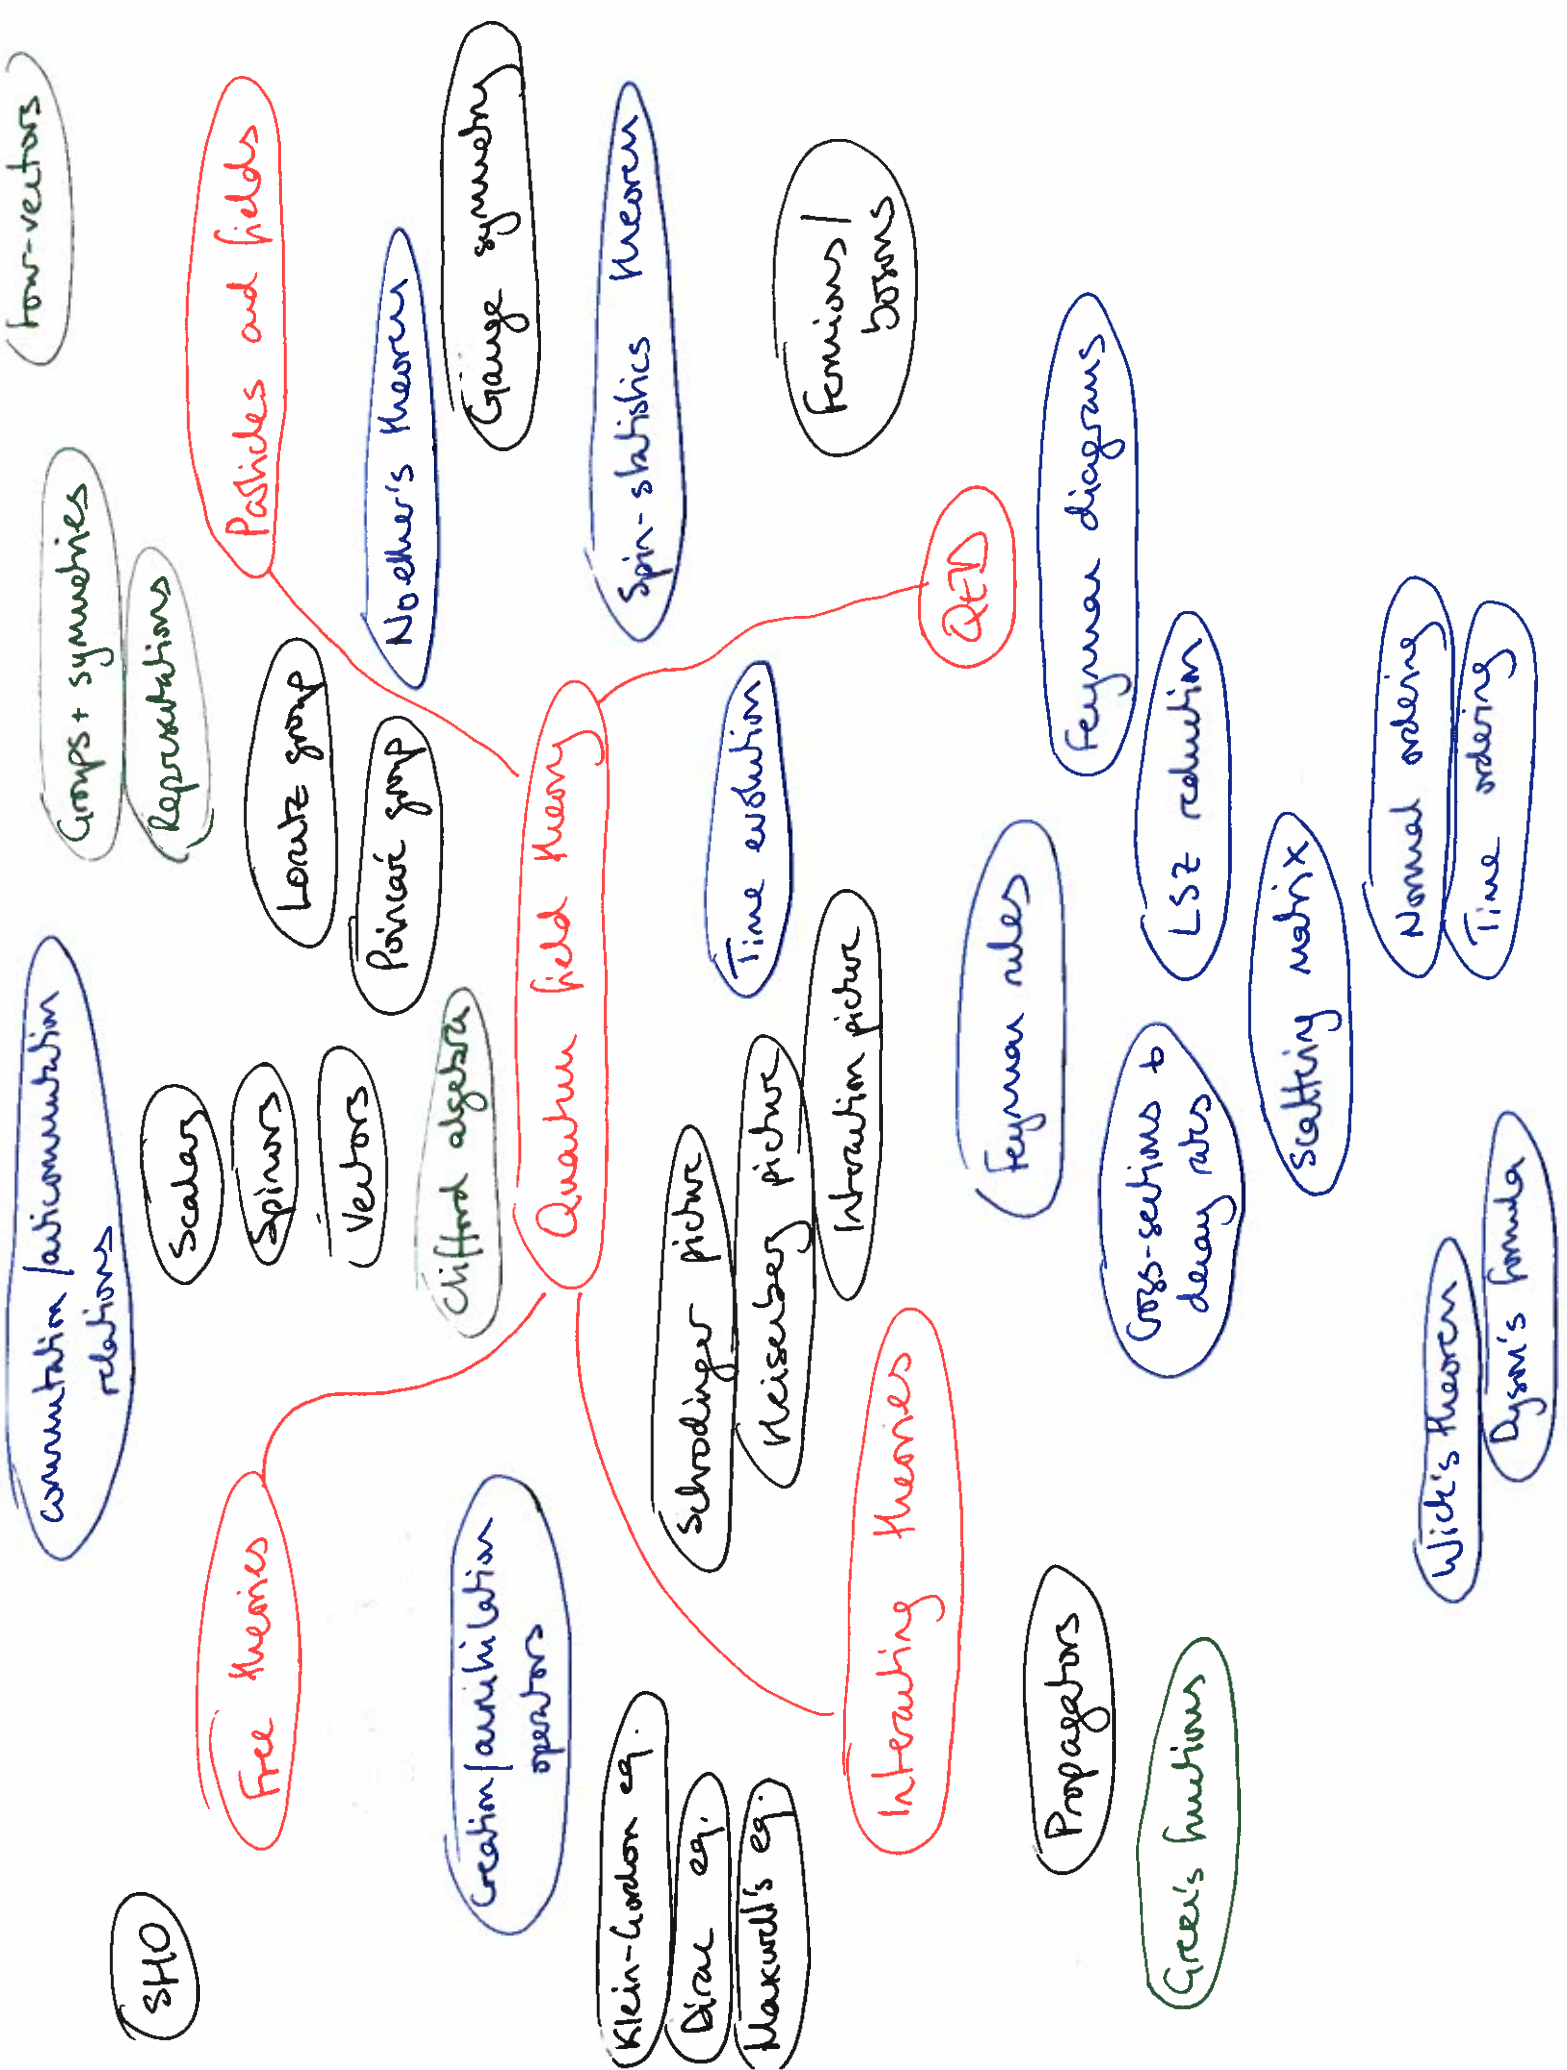 SHO
Free theories
commutation/anticommutation
relations
Scalars
Spinors
Vectors
Groups + symmetries
Representations
four-vectors
Particles and fields
Lorentz group
Poincaré group
Noether's theorem
Gauge symmetry
Clifford algebra
Creation/annihilation
operators
Quantum field theory
Klein-Gordon eq.
Dirac eq.
Maxwell's eq.
Schrodinger picture
Heisenberg picture
Interaction picture
Time evolution
Spin-statistics theorem
Fermions/
bosons
Interacting theories
QED
Propagators
Green's functions
Feynman rules
Feynman diagrams
Cross-sections +
decay rates
LSZ reduction
Scattering matrix
Wick's theorem
Dyson's formula
Normal ordering
Time ordering